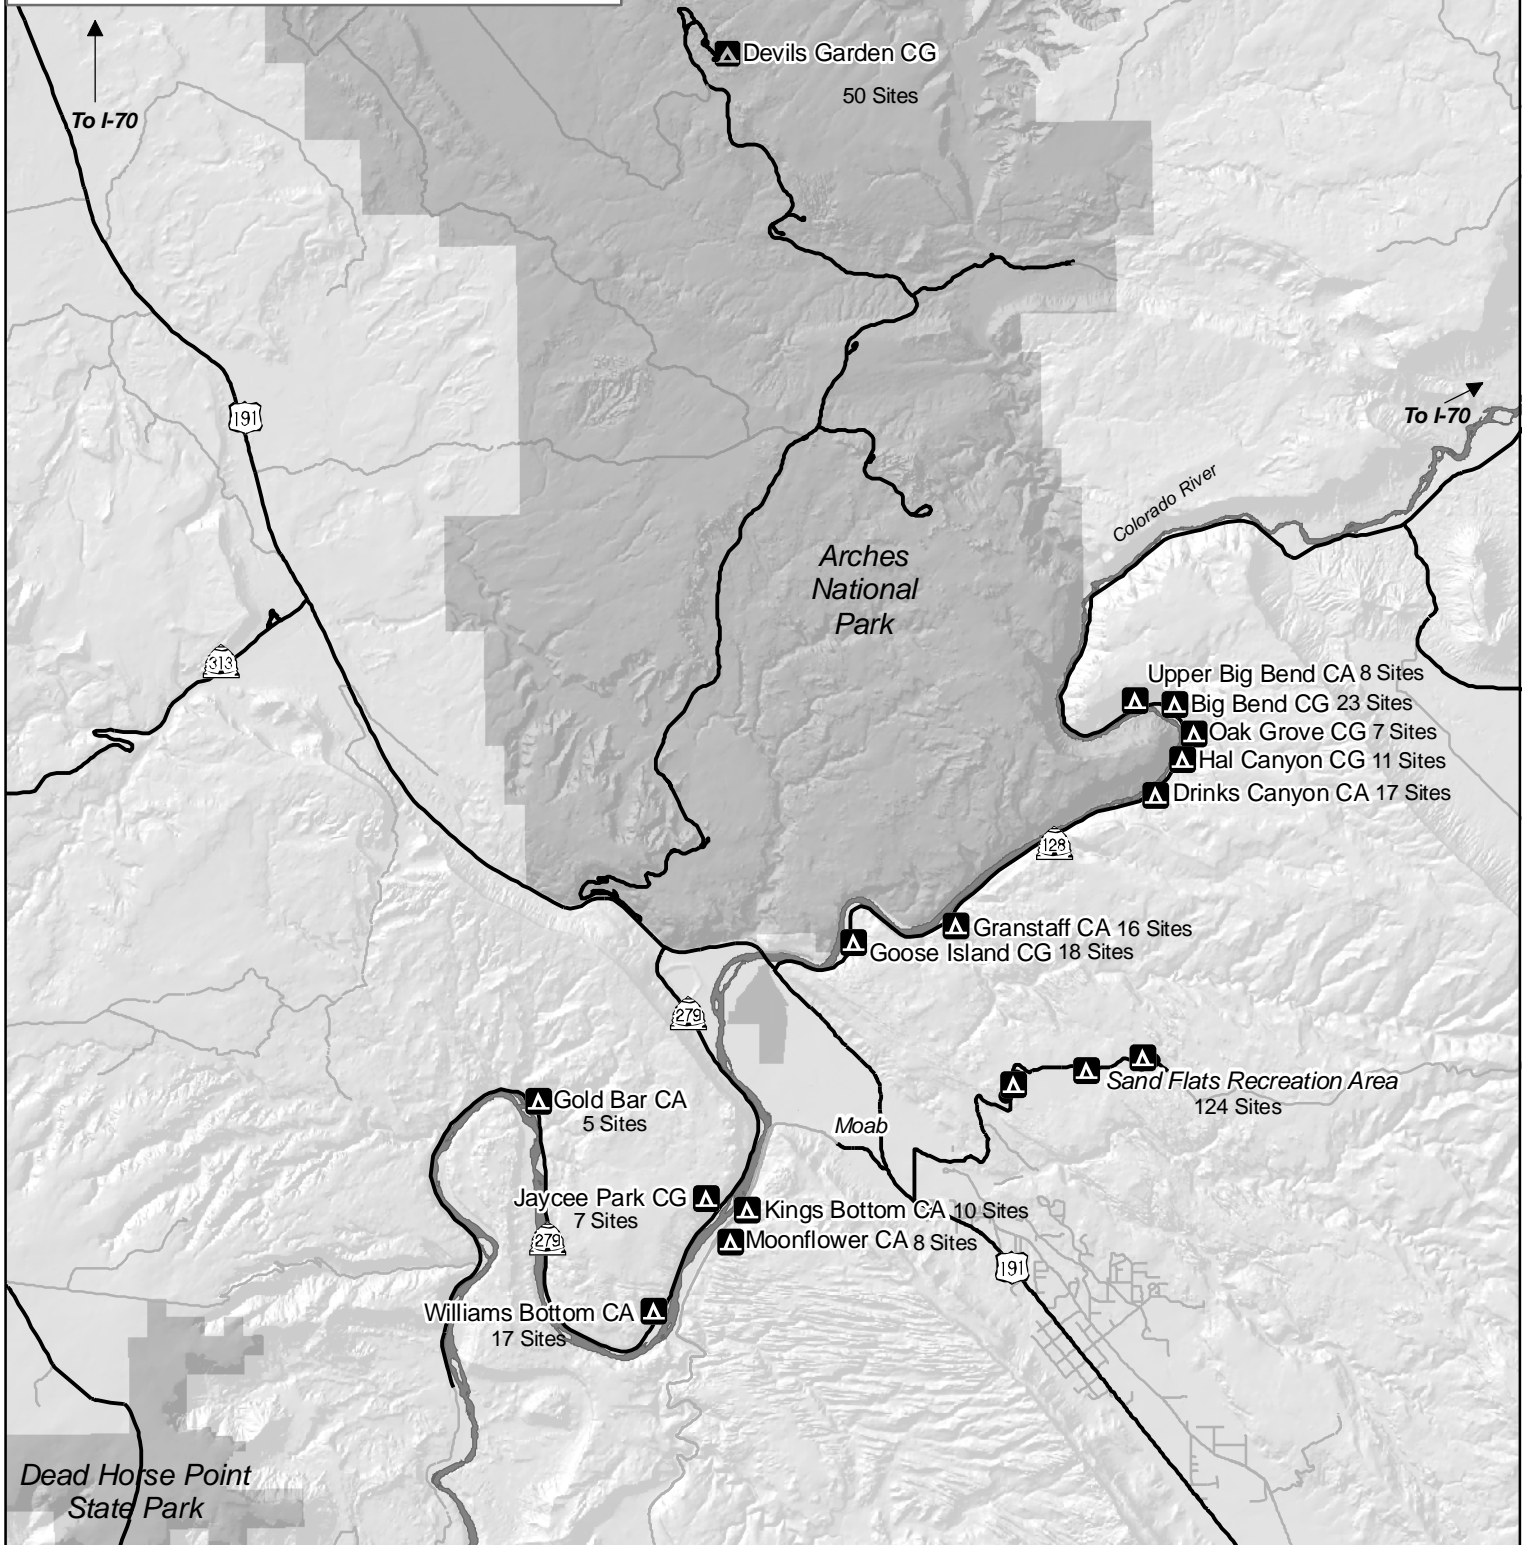 Devils Garden CG
50 Sites
To I-70
191
To I-70
Colorado River
Arches
National
Park
313
Upper Big Bend CA 8 Sites
Big Bend CG 23 Sites
Oak Grove CG 7 Sites
Hal Canyon CG 11 Sites
Drinks Canyon CA 17 Sites
128
Granstaff CA 16 Sites
Goose Island CG 18 Sites
279
Sand Flats Recreation Area
124 Sites
Gold Bar CA
5 Sites
Moab
Jaycee Park CG
7 Sites
Kings Bottom CA 10 Sites
279
Moonflower CA 8 Sites
191
Williams Bottom CA
17 Sites
Dead Horse Point
State Park